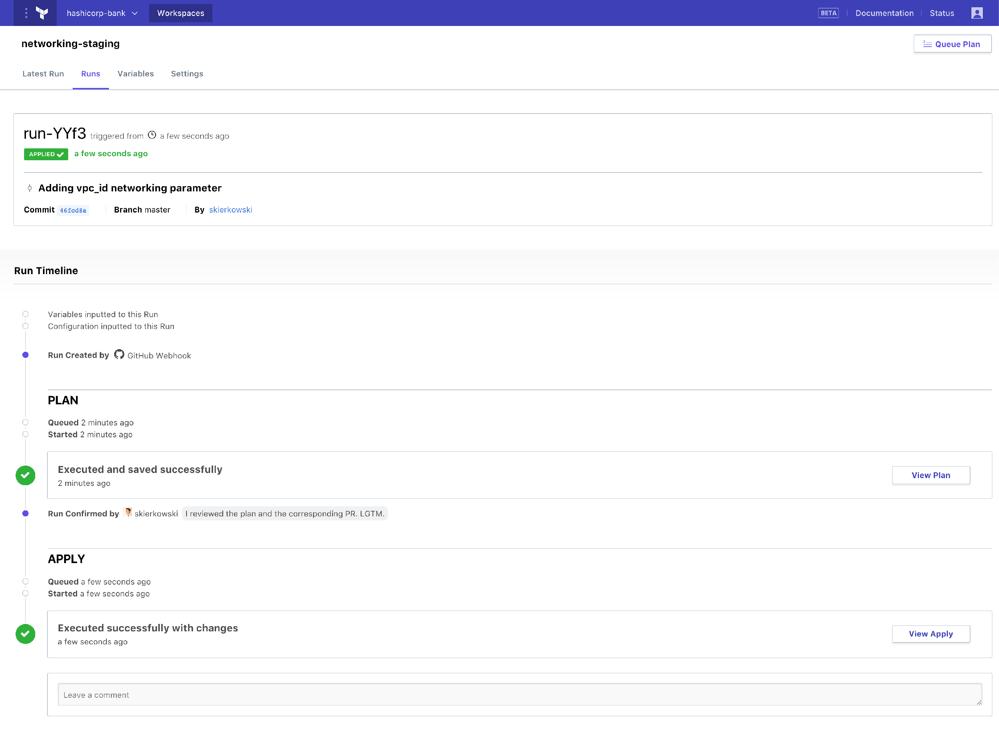 hashicorp-bank Workspaces BETA Documentation Status
networking-staging Queue Plan
Latest Run Runs Variables Settings
run-YYf3 triggered from a few seconds ago
APPLIED a few seconds ago
Adding vpc_id networking parameter
Commit 46fcd8a Branch master By skierkowski
Run Timeline
Variables inputted to this Run
Configuration inputted to this Run
Run Created by GitHub Webhook
PLAN
Queued 2 minutes ago
Started 2 minutes ago
Executed and saved successfully
2 minutes ago
View Plan
Run Confirmed by skierkowski I reviewed the plan and the corresponding PR. LGTM.
APPLY
Queued a few seconds ago
Started a few seconds ago
Executed successfully with changes
a few seconds ago
View Apply
Leave a comment